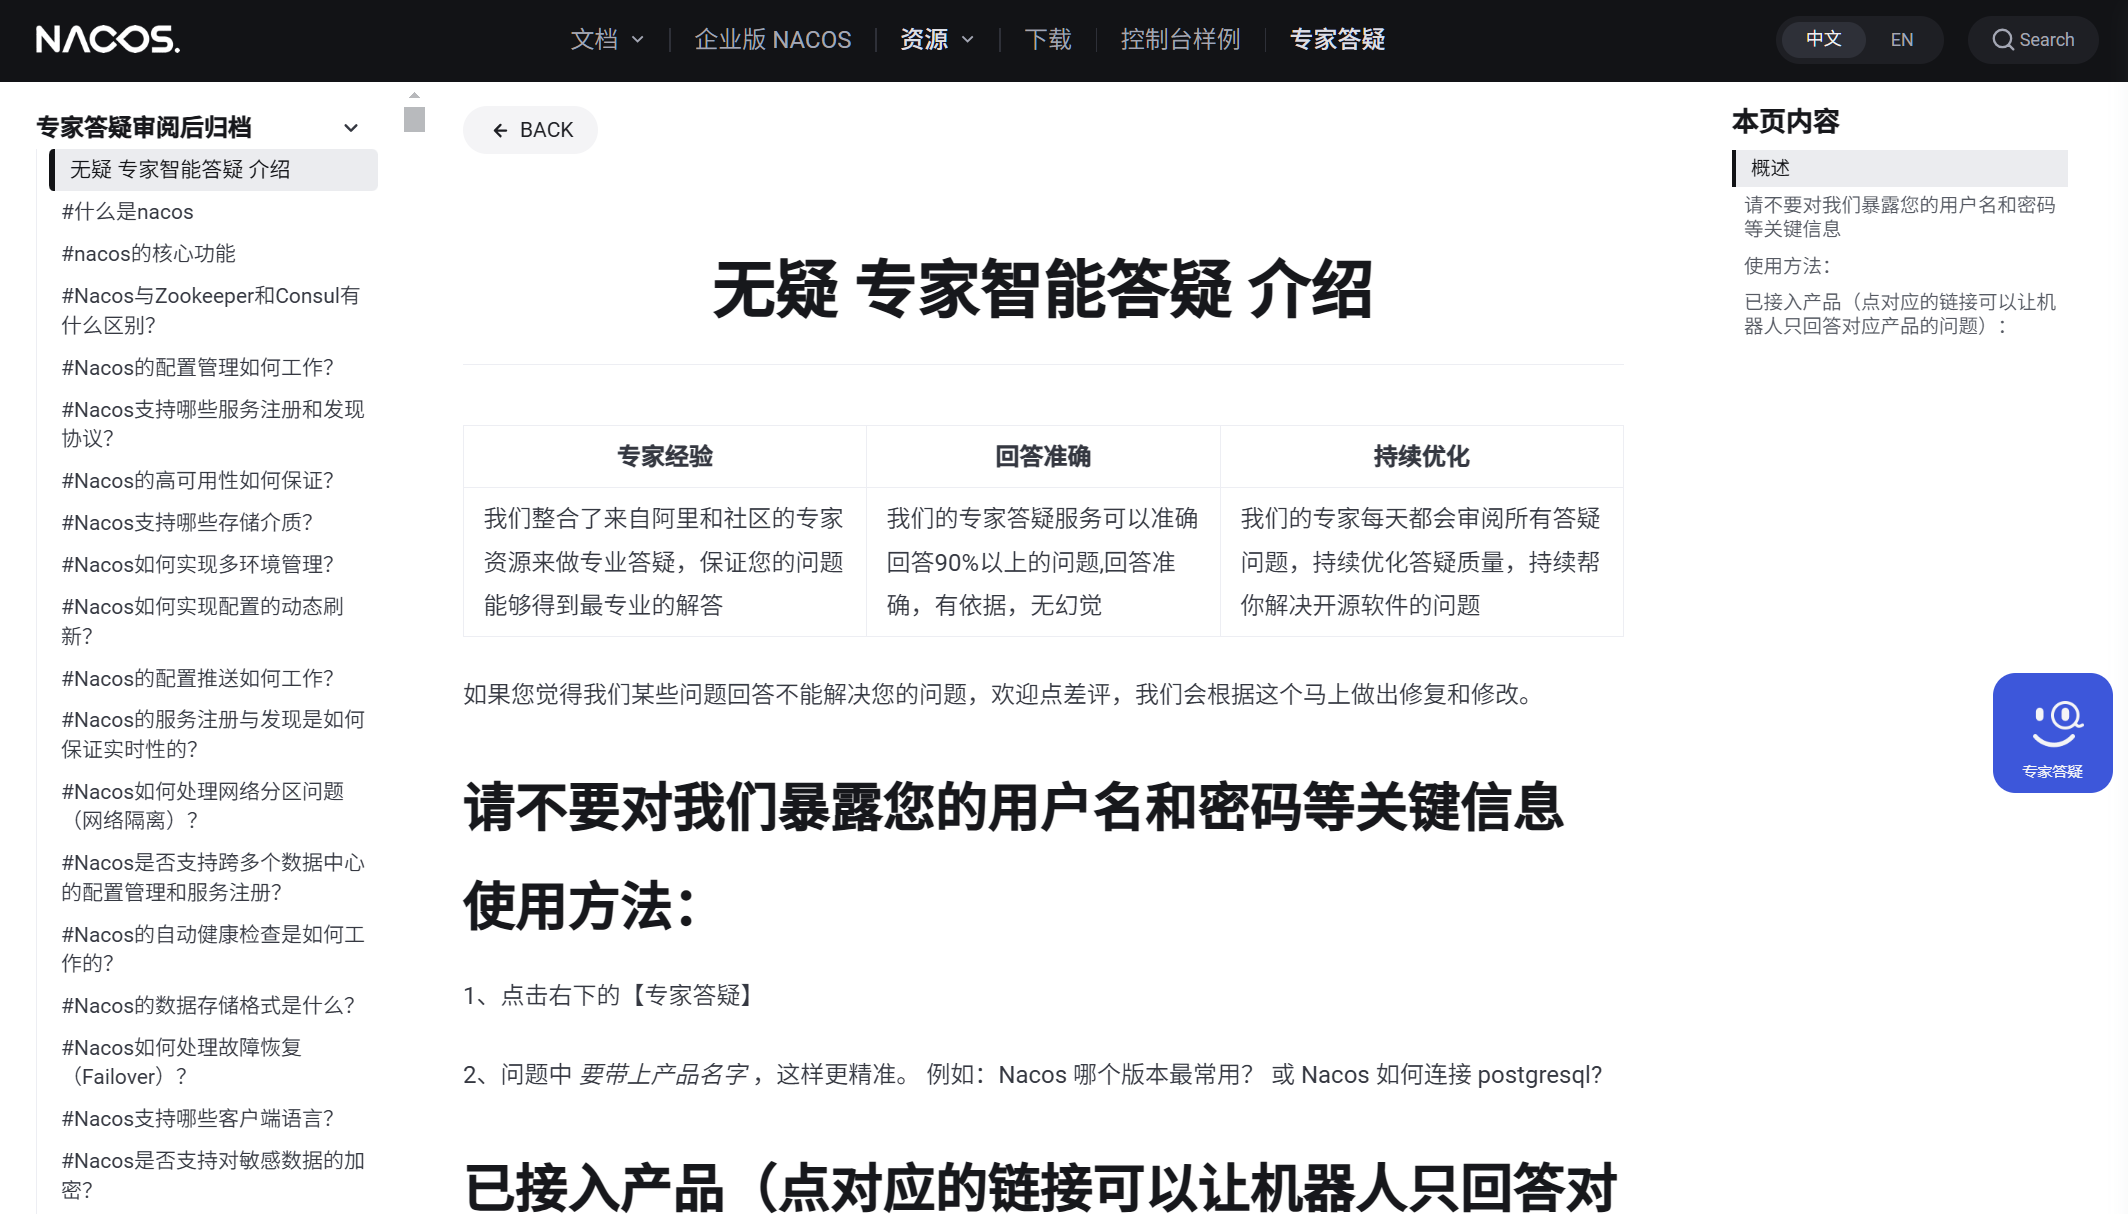 NACOS.
文档
企业版 NACOS
资源
下载
控制台样例
专家答疑
中文
EN
Search
专家答疑审阅后归档
无疑 专家智能答疑 介绍
#什么是nacos
#nacos的核心功能
#Nacos与Zookeeper和Consul有
什么区别？
#Nacos的配置管理如何工作？
#Nacos支持哪些服务注册和发现
协议？
#Nacos的高可用性如何保证？
#Nacos支持哪些存储介质？
#Nacos如何实现多环境管理？
#Nacos如何实现配置的动态刷
新？
#Nacos的配置推送如何工作？
#Nacos的服务注册与发现是如何
保证实时性的？
#Nacos如何处理网络分区问题
（网络隔离）？
#Nacos是否支持跨多个数据中心
的配置管理和服务注册？
#Nacos的自动健康检查是如何工
作的？
#Nacos的数据存储格式是什么？
#Nacos如何处理故障恢复
（Failover）？
#Nacos支持哪些客户端语言？
#Nacos是否支持对敏感数据的加
密？
BACK
无疑 专家智能答疑 介绍
专家经验
回答准确
持续优化
我们整合了来自阿里和社区的专家
资源来做专业答疑，保证您的问题
能够得到最专业的解答
我们的专家答疑服务可以准确
回答90%以上的问题,回答准
确，有依据，无幻觉
我们的专家每天都会审阅所有答疑
问题，持续优化答疑质量，持续帮
你解决开源软件的问题
如果您觉得我们某些问题回答不能解决您的问题，欢迎点差评，我们会根据这个马上做出修复和修改。
请不要对我们暴露您的用户名和密码等关键信息
使用方法：
1、点击右下的【专家答疑】
2、问题中 要带上产品名字 ，这样更精准。 例如：Nacos 哪个版本最常用？ 或 Nacos 如何连接 postgresql?
已接入产品（点对应的链接可以让机器人只回答对
本页内容
概述
请不要对我们暴露您的用户名和密码
等关键信息
使用方法：
已接入产品（点对应的链接可以让机
器人只回答对应产品的问题）：
专家答疑